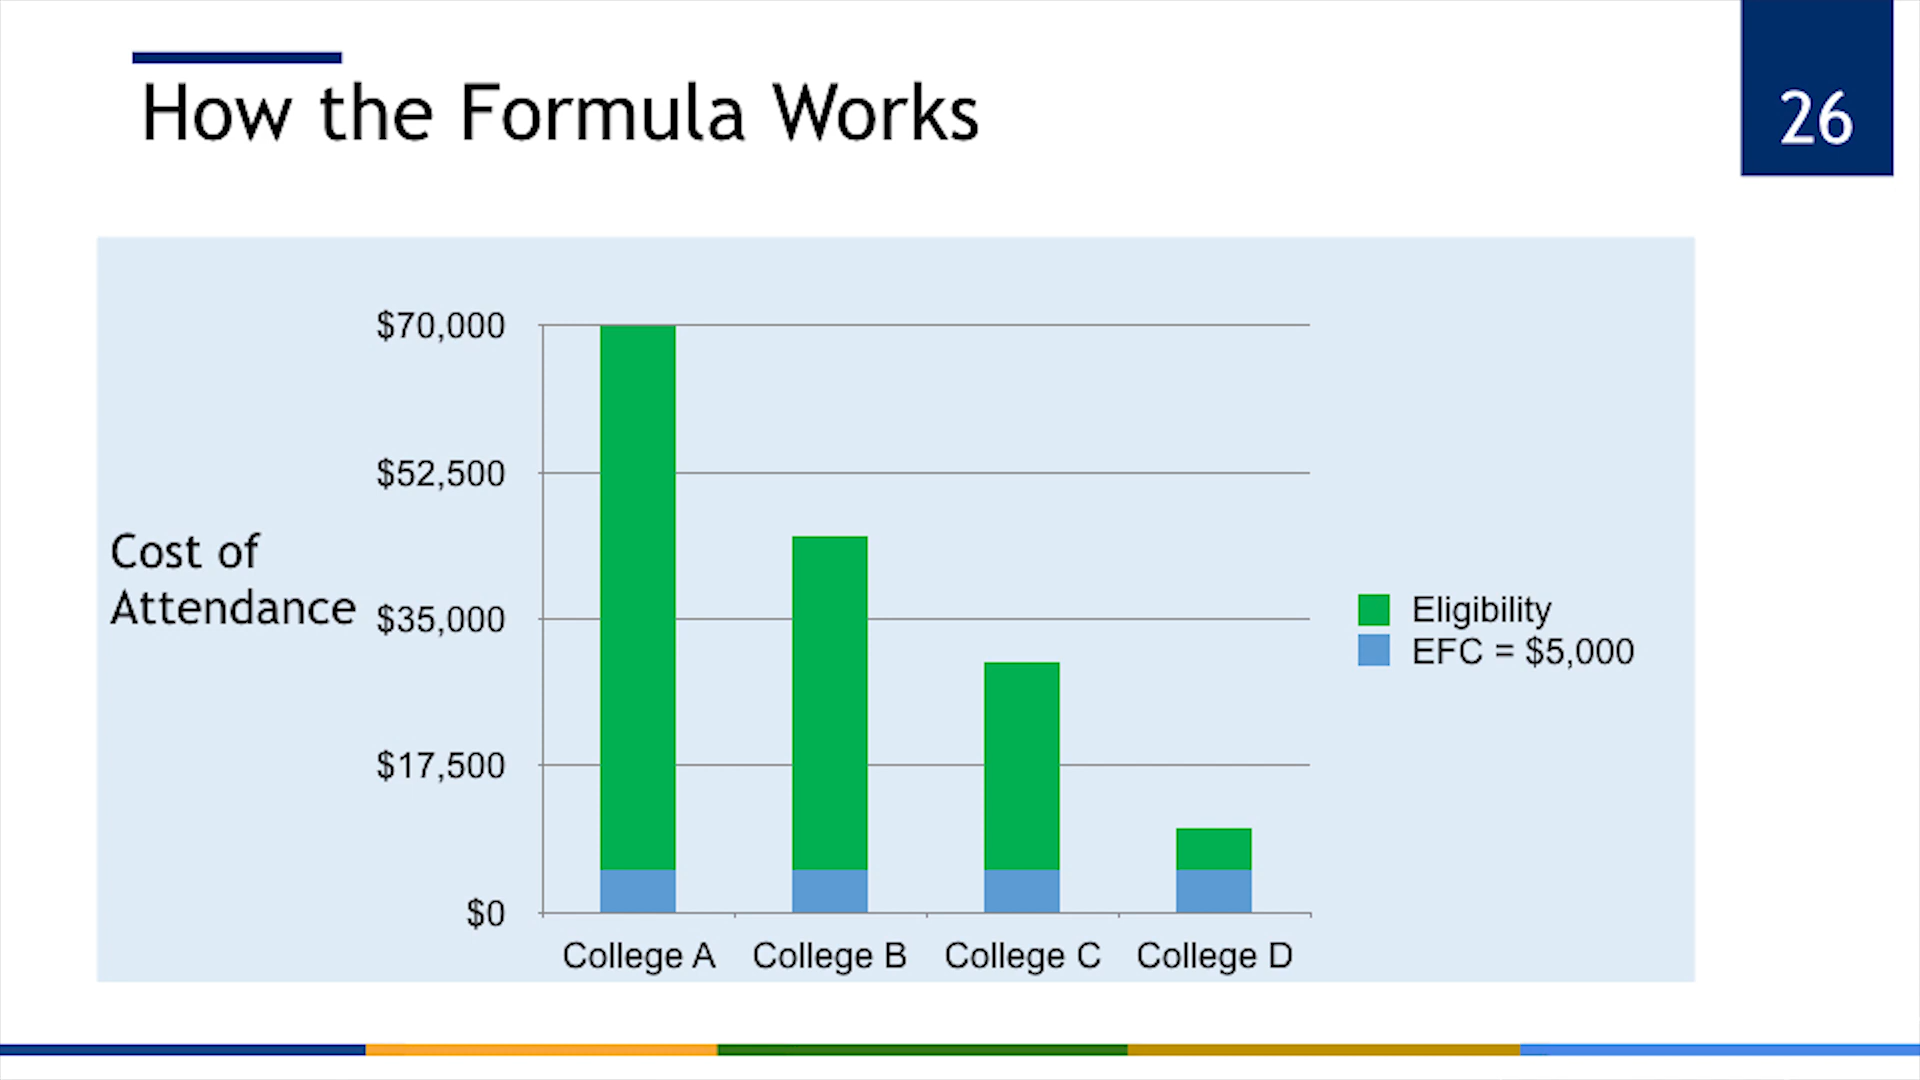 How the Formula Works
26
$70,000
$52,500
Cost of
Attendance
$35,000
$17,500
$0
College A
College B
College C
College D
Eligibility
EFC = $5,000